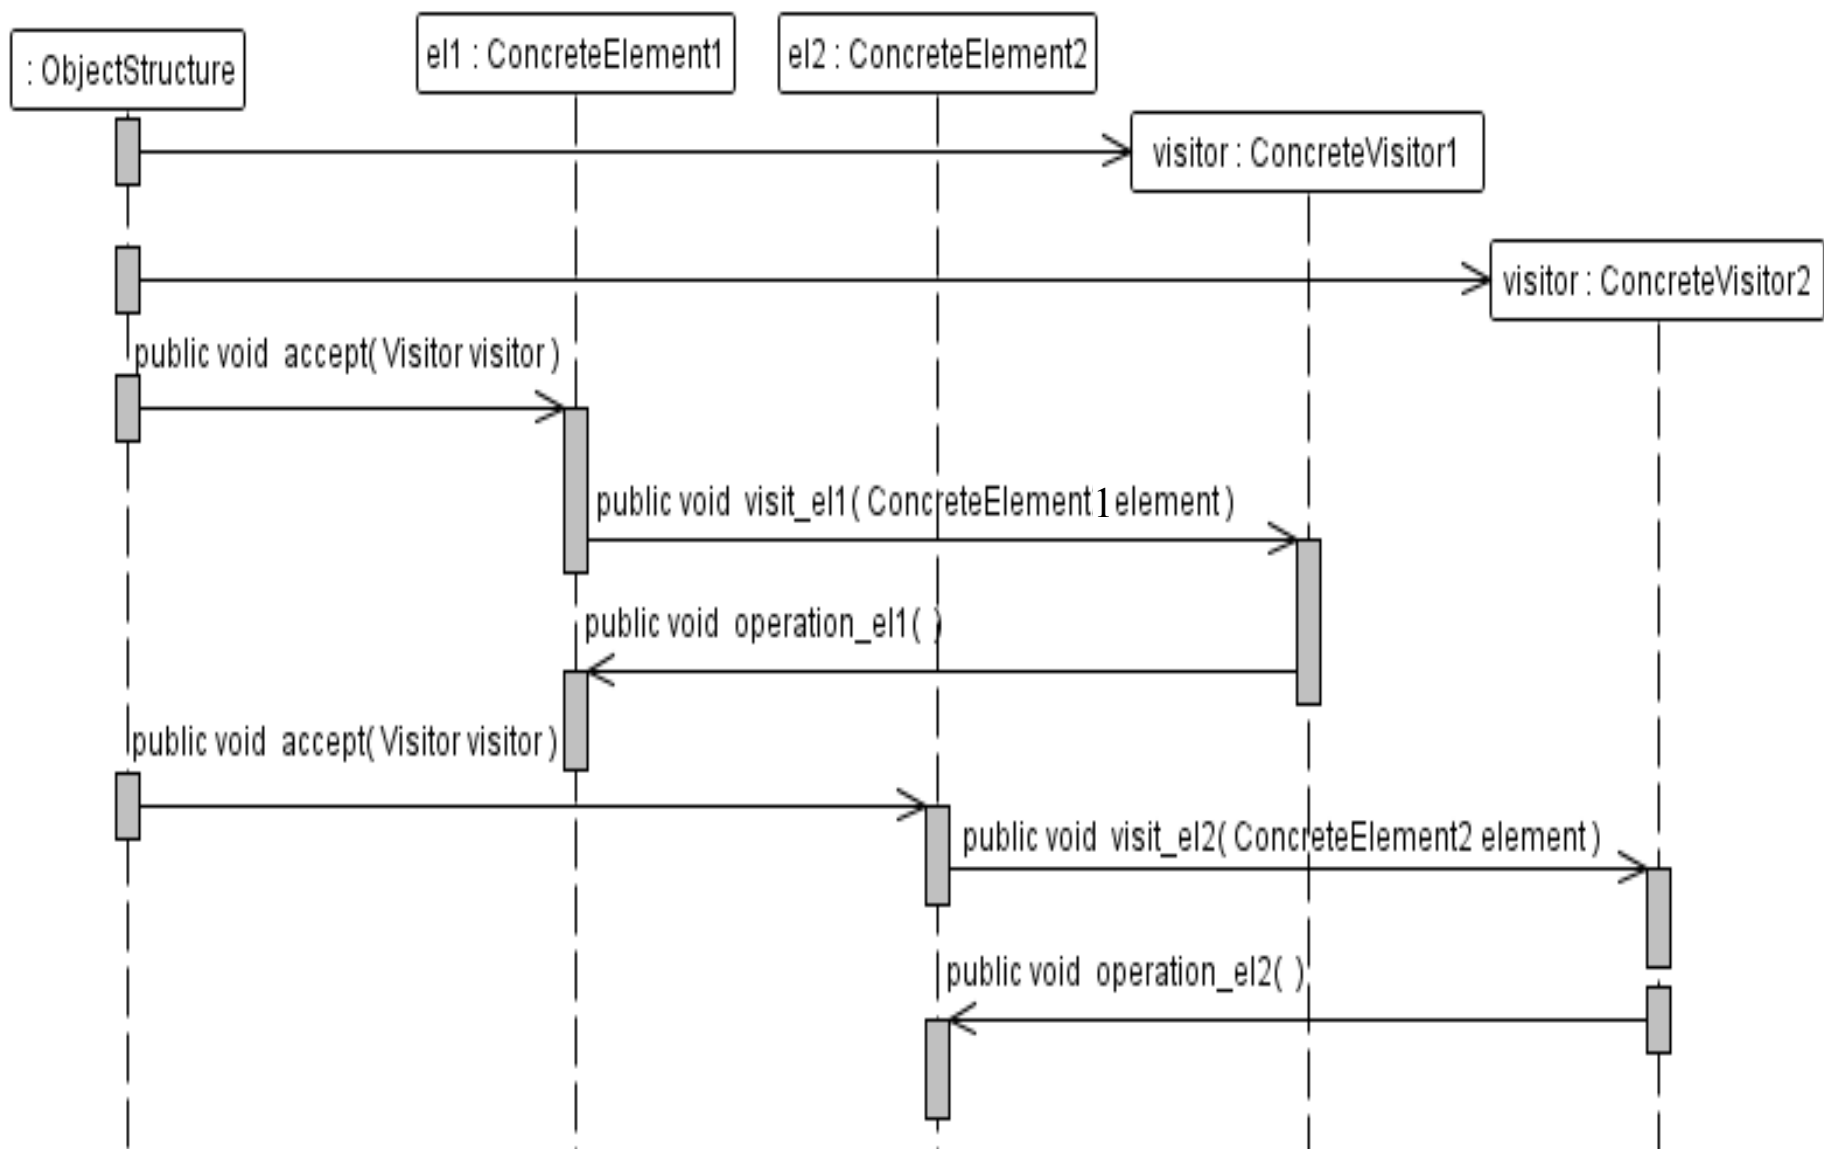 : ObjectStructure
el1 : ConcreteElement1
el2 : ConcreteElement2
visitor : ConcreteVisitor1
visitor : ConcreteVisitor2
public void accept( Visitor visitor )
public void visit_el1( ConcreteElement1 element )
public void operation_el1( )
public void accept( Visitor visitor )
public void visit_el2( ConcreteElement2 element )
public void operation_el2( )